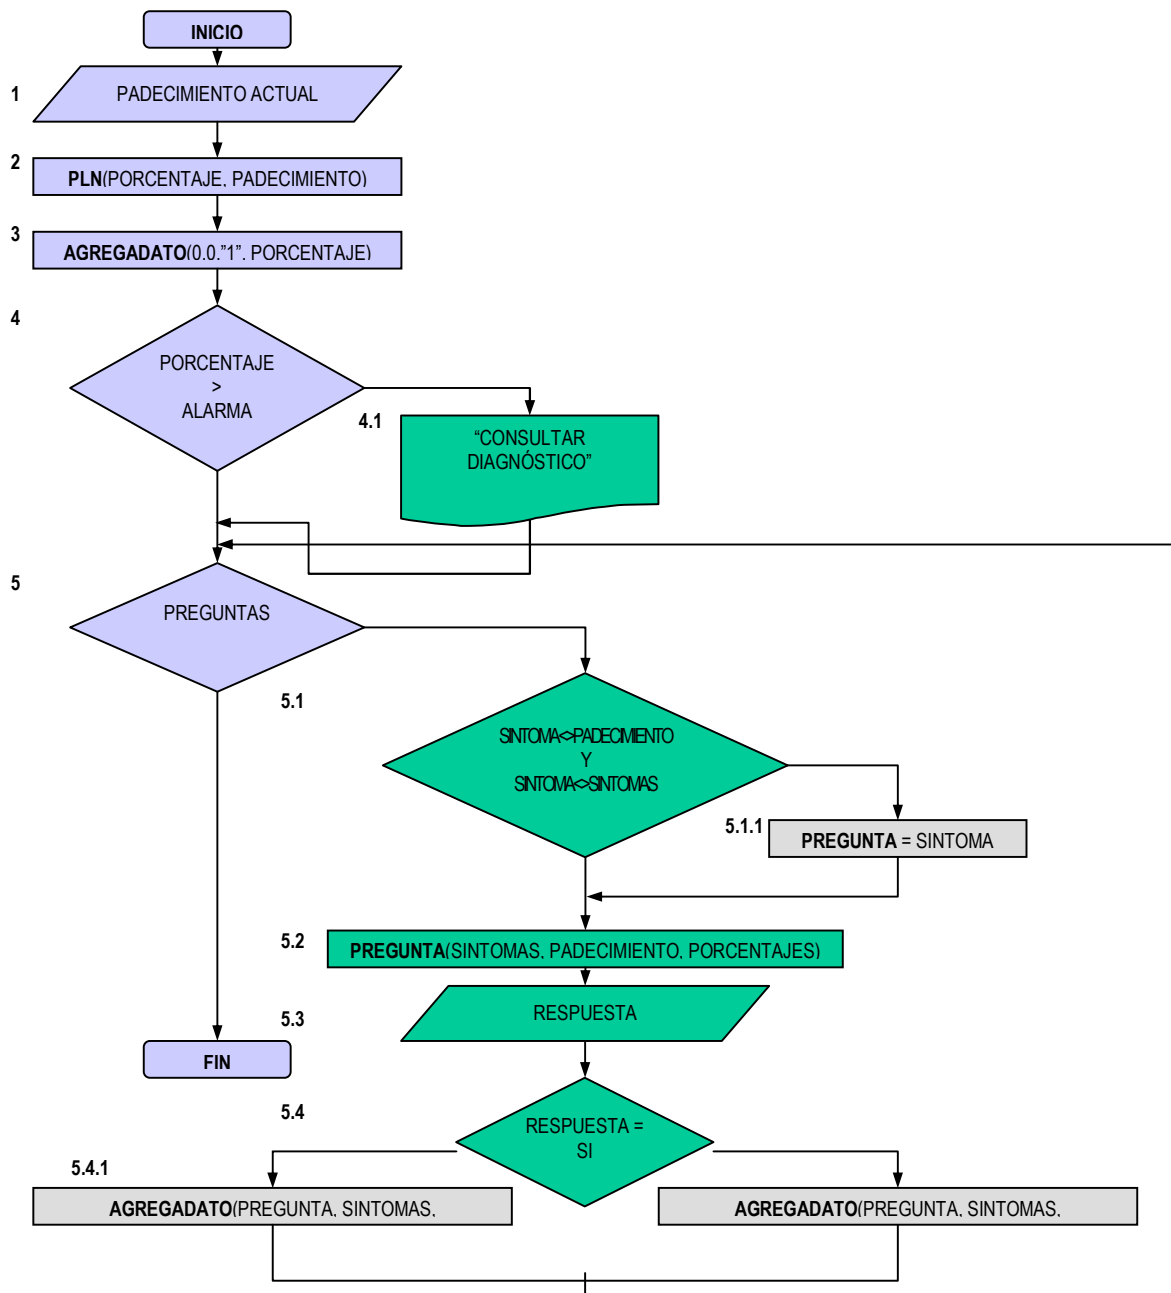 INICIO
1
PADECIMIENTO ACTUAL
2
PLN(PORCENTAJE, PADECIMIENTO)
3
AGREGADATO(0.0."1". PORCENTAJE)
4
PORCENTAJE
>
ALARMA
4.1
"CONSULTAR
DIAGNÓSTICO"
5
PREGUNTAS
5.1
SINTOMA<>PADECIMIENTO
Y
SINTOMA<>SINTOMAS
5.1.1
PREGUNTA = SINTOMA
5.2
PREGUNTA(SINTOMAS, PADECIMIENTO, PORCENTAJES)
5.3
RESPUESTA
FIN
5.4
RESPUESTA =
SI
5.4.1
AGREGADATO(PREGUNTA, SINTOMAS,
AGREGADATO(PREGUNTA, SINTOMAS,